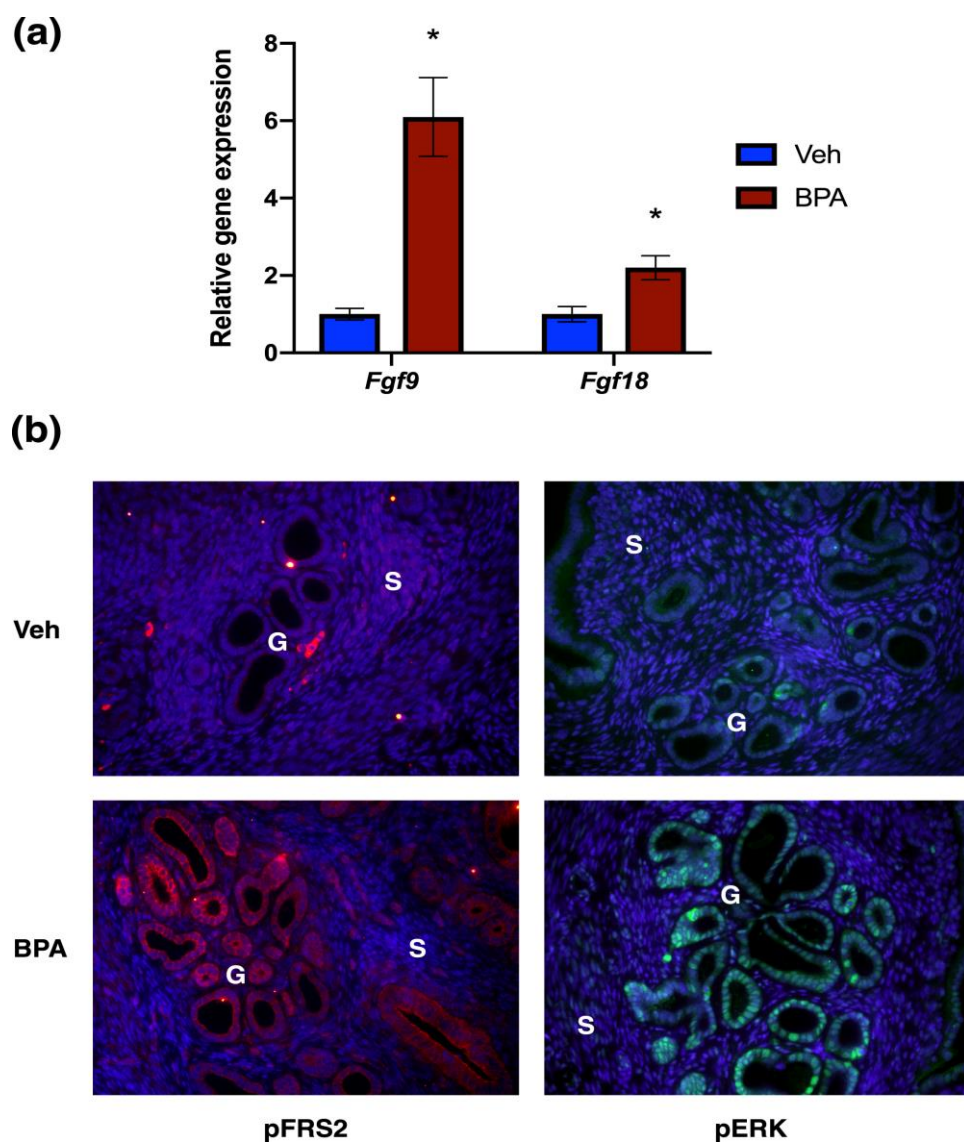 (a)
Relative gene expression
8
6
4
2
0
*
*
Fgf9
Fgf18
Veh
BPA
(b)
Veh
S
G
S
G
BPA
G
S
G
S
pFRS2
pERK